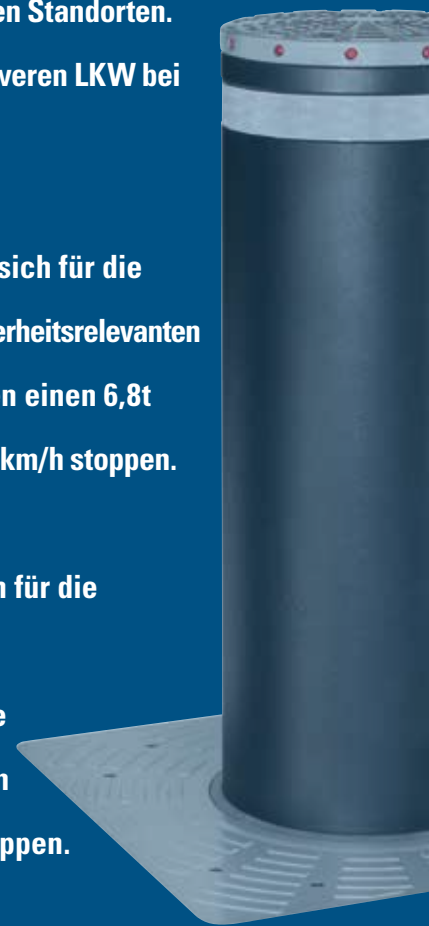 en Standorten.
veren LKW bei
sich für die
erheitsrelevanten
n einen 6,8t
km/h stoppen.
n für die
e
n
ppen.